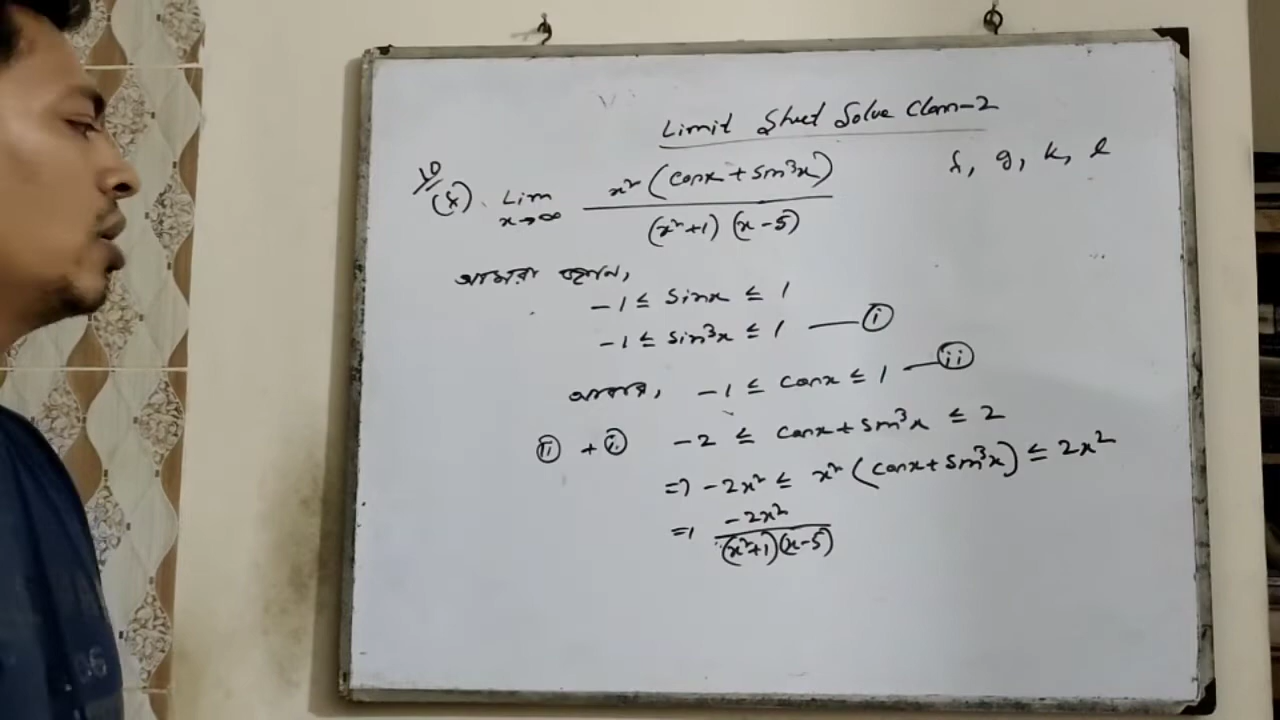 Limit Sheet Solve Class-2
10/(x) Lim x→∞ x²(cosx + sin³x) / (x²+1)(x-5)
g, k, l
আমরা জানি,
-1 ≤ sinx ≤ 1
-1 ≤ sin³x ≤ 1 —— (i)
আবার, -1 ≤ cosx ≤ 1 —— (ii)
(ii) + (i) -2 ≤ cosx + sin³x ≤ 2
=> -2x² ≤ x²(cosx + sin³x) ≤ 2x²
=> -2x² / (x²+1)(x-5)